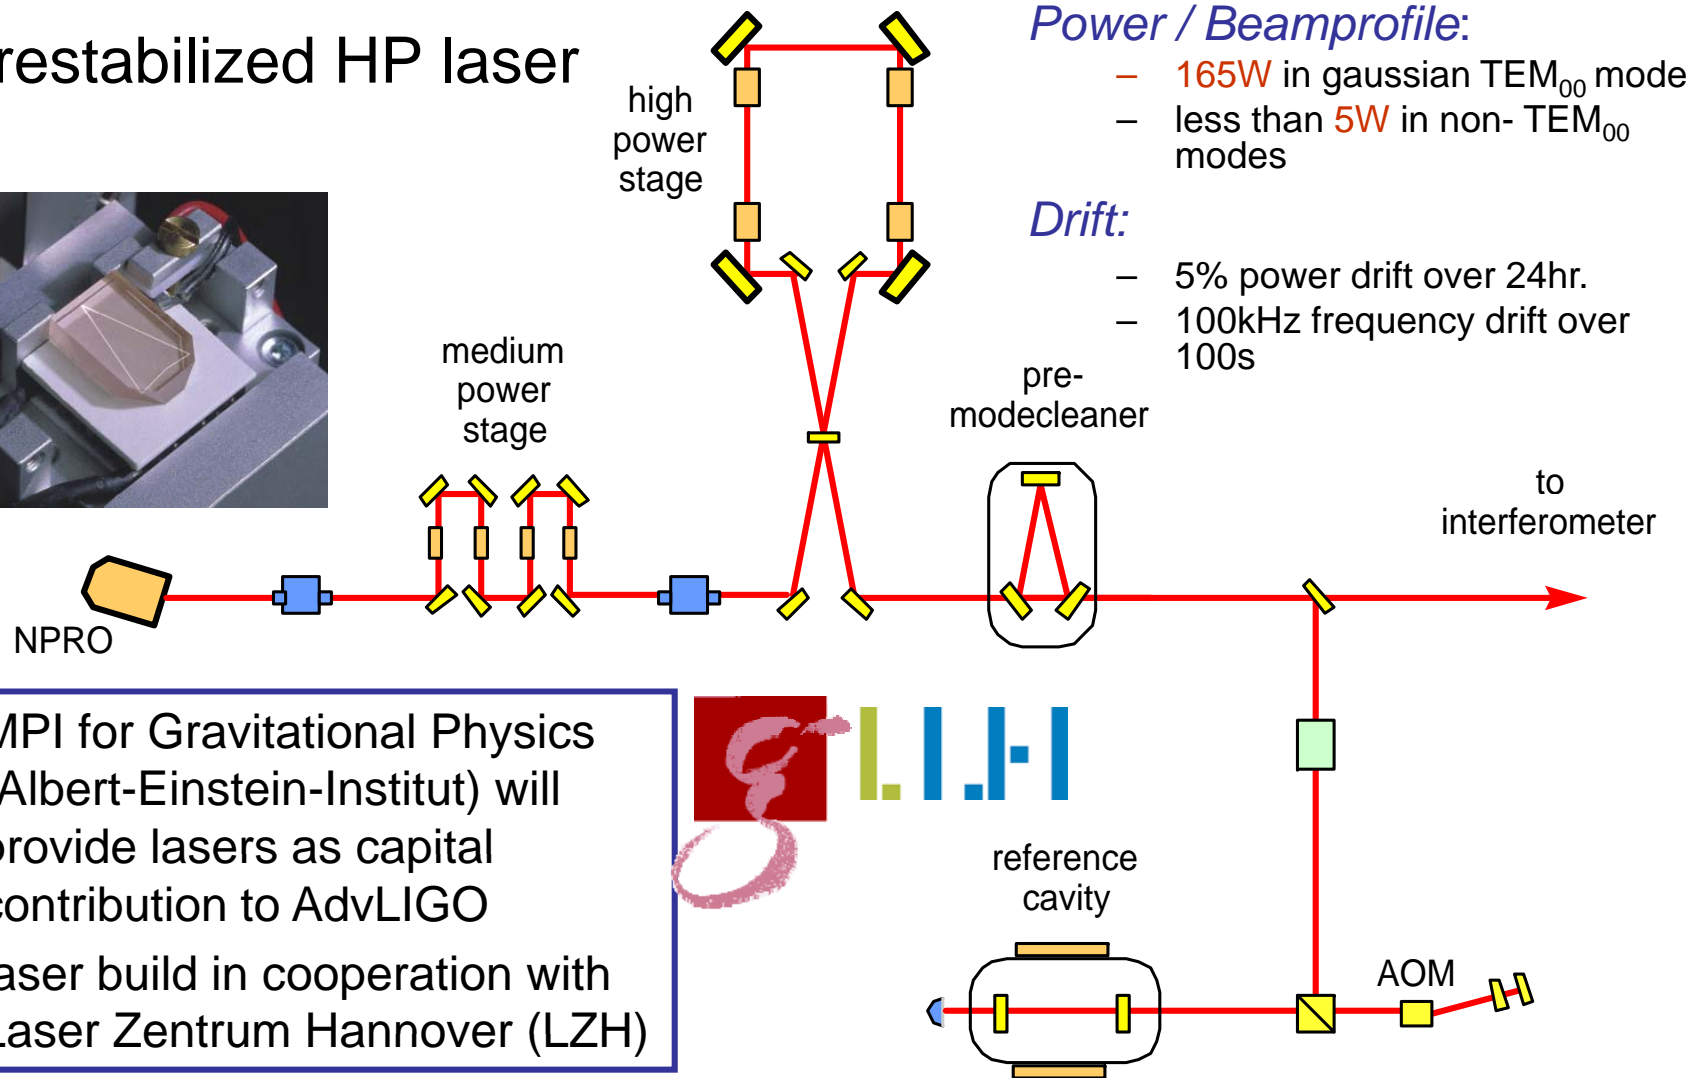 restabilized HP laser
Power / Beamprofile:
– 165W in gaussian TEM00 mode
– less than 5W in non- TEM00
modes
Drift:
– 5% power drift over 24hr.
– 100kHz frequency drift over
100s
high
power
stage
medium
power
stage
pre-
modecleaner
to
interferometer
NPRO
MPI for Gravitational Physics
(Albert-Einstein-Institut) will
provide lasers as capital
contribution to AdvLIGO
laser build in cooperation with
Laser Zentrum Hannover (LZH)
reference
cavity
AOM